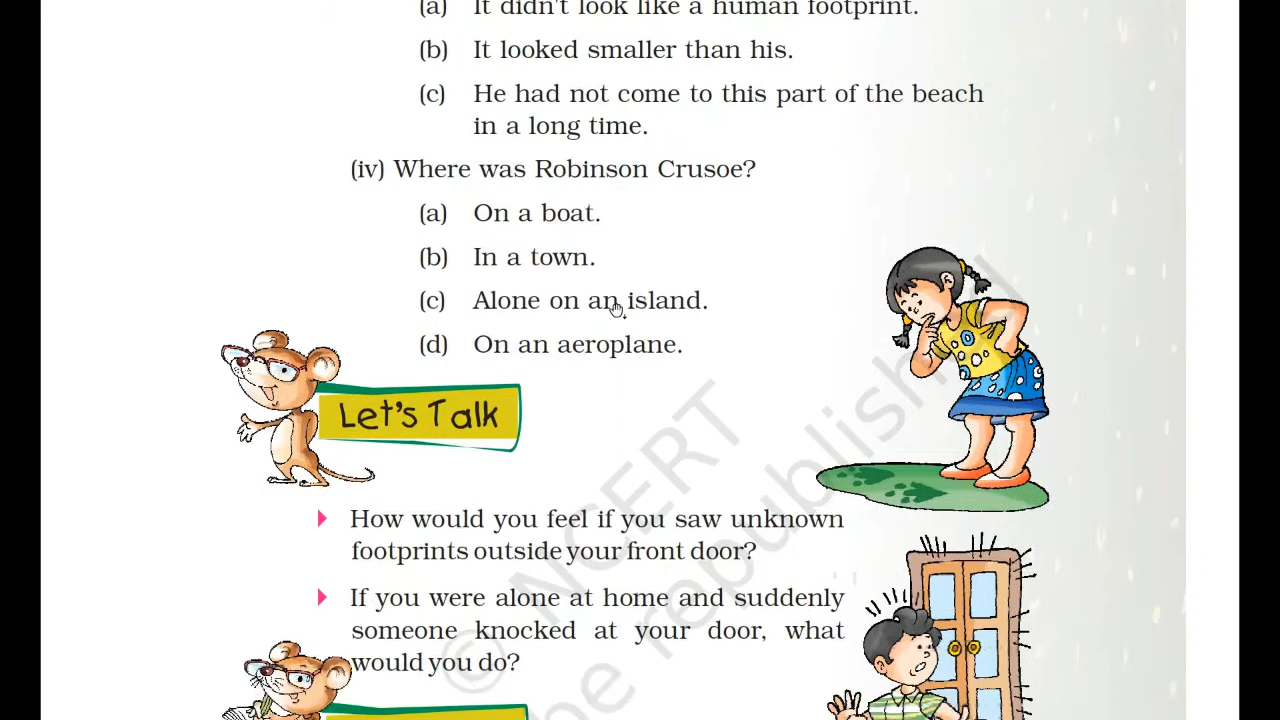 (a) It didn't look like a human footprint.
(b) It looked smaller than his.
(c) He had not come to this part of the beach
in a long time.
(iv) Where was Robinson Crusoe?
(a) On a boat.
(b) In a town.
(c) Alone on an island.
(d) On an aeroplane.
Let's Talk
How would you feel if you saw unknown
footprints outside your front door?
If you were alone at home and suddenly
someone knocked at your door, what
would you do?
© NCERT
be republished